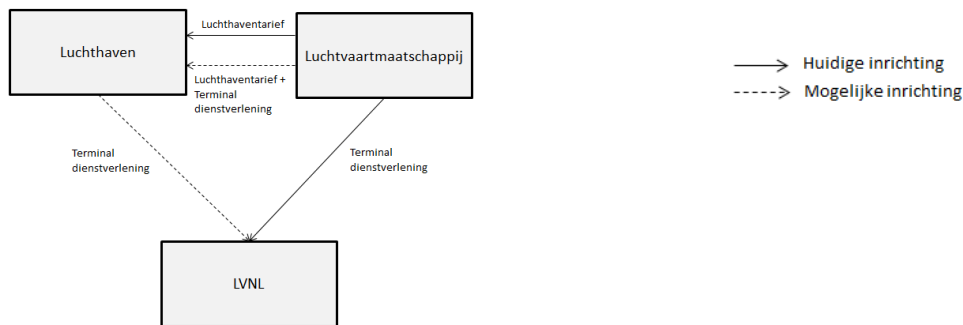 Luchthaventarief
Luchthaven
Luchtvaartmaatschappij
Luchthaventarief +
Terminal
dienstverlening
Huidige inrichting
Mogelijke inrichting
Terminal
dienstverlening
Terminal
dienstverlening
LVNL